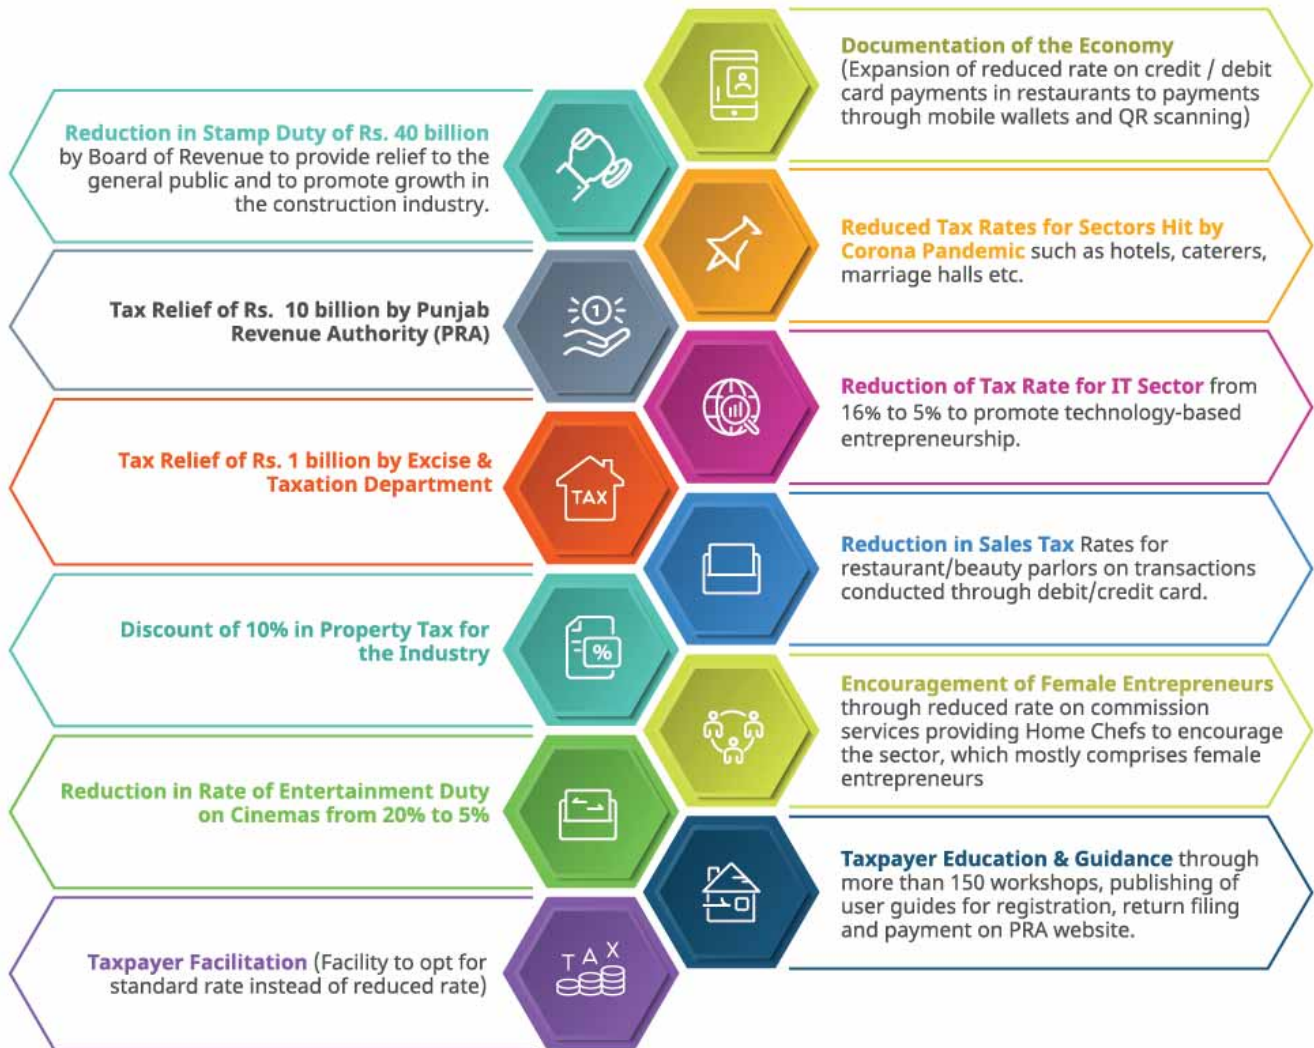 Reduction in Stamp Duty of Rs. 40 billion
by Board of Revenue to provide relief to the
general public and to promote growth in
the construction industry.
Tax Relief of Rs. 10 billion by Punjab
Revenue Authority (PRA)
1
Tax Relief of Rs. 1 billion by Excise &
Taxation Department
TAX
Discount of 10% in Property Tax for
the Industry
%
Reduction in Rate of Entertainment Duty
on Cinemas from 20% to 5%
Taxpayer Facilitation (Facility to opt for
standard rate instead of reduced rate)
TAX
Documentation of the Economy
(Expansion of reduced rate on credit / debit
card payments in restaurants to payments
through mobile wallets and QR scanning)
Reduced Tax Rates for Sectors Hit by
Corona Pandemic such as hotels, caterers,
marriage halls etc.
Reduction of Tax Rate for IT Sector from
16% to 5% to promote technology-based
entrepreneurship.
Reduction in Sales Tax Rates for
restaurant/beauty parlors on transactions
conducted through debit/credit card.
Encouragement of Female Entrepreneurs
through reduced rate on commission
services providing Home Chefs to encourage
the sector, which mostly comprises female
entrepreneurs
Taxpayer Education & Guidance through
more than 150 workshops, publishing of
user guides for registration, return filing
and payment on PRA website.